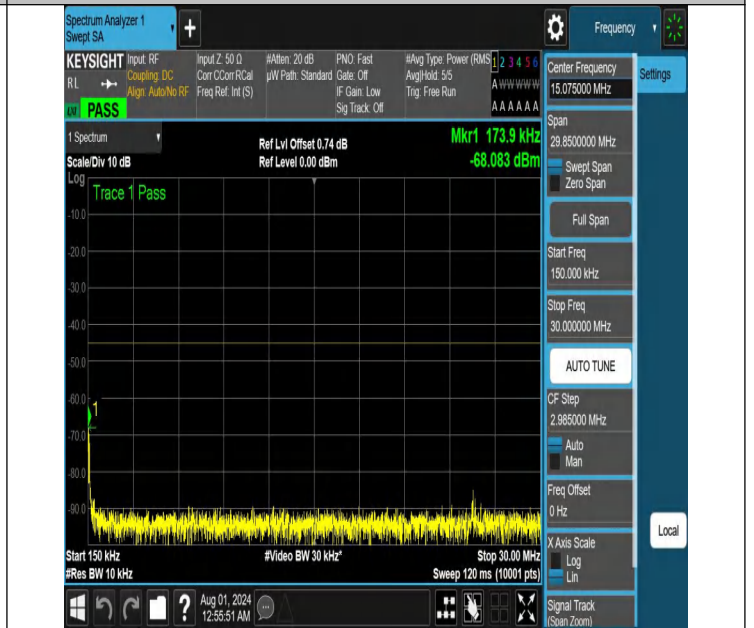 Spectrum Analyzer 1
Swept SA
+
Frequency
KEYSIGHT
RL
PASS
Input: RF
Coupling: DC
Align: Auto/No RF
Input Z: 50 Ω
Corr CCorr RCal
Freq Ref: Int (S)
#Atten: 20 dB
µW Path: Standard
PNO: Fast
Gate: Off
IF Gain: Low
Sig Track: Off
#Avg Type: Power (RMS
Avg|Hold: 5/5
Trig: Free Run
1 2 3 4 5 6
A W W W W W
A A A A A A
1 Spectrum
Scale/Div 10 dB
Log
Ref Lvl Offset 0.74 dB
Ref Level 0.00 dBm
Mkr1 173.9 kHz
-68.083 dBm
Trace 1 Pass
-10.0
-20.0
-30.0
-40.0
-50.0
-60.0
1
-70.0
-80.0
-90.0
Start 150 kHz
#Res BW 10 kHz
#Video BW 30 kHz*
Stop 30.00 MHz
Sweep 120 ms (10001 pts)
Center Frequency
15.075000 MHz
Settings
Span
29.8500000 MHz
Swept Span
Zero Span
Full Span
Start Freq
150.000 kHz
Stop Freq
30.000000 MHz
AUTO TUNE
CF Step
2.985000 MHz
Auto
Man
Freq Offset
0 Hz
X Axis Scale
Log
Lin
Local
Signal Track
(Span Zoom)
?
Aug 01, 2024
12:55:51 AM